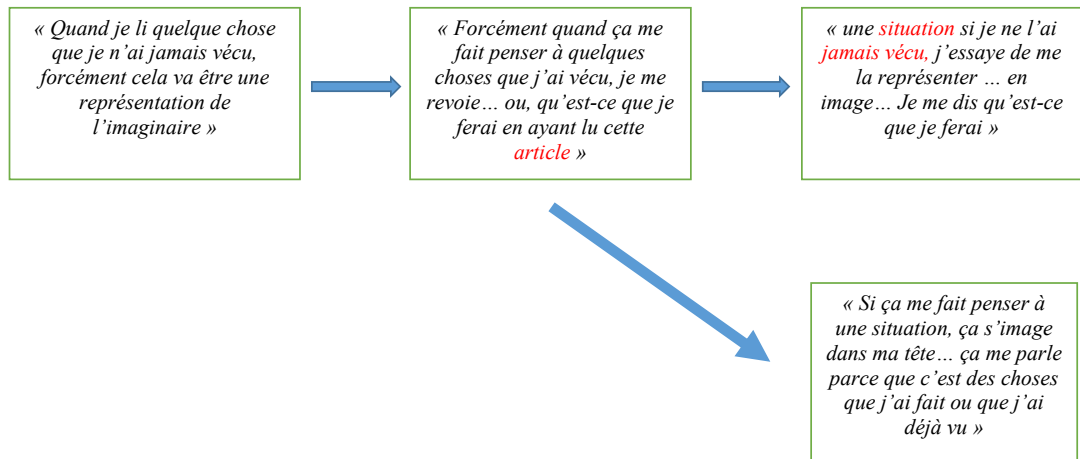 « Quand je li quelque chose
que je n’ai jamais vécu,
forcément cela va être une
représentation de
l’imaginaire »
« Forcément quand ça me
fait penser à quelques
choses que j’ai vécu, je me
revoie… ou, qu’est-ce que je
ferai en ayant lu cette
article »
« une situation si je ne l’ai
jamais vécu, j’essaye de me
la représenter … en
image… Je me dis qu’est-ce
que je ferai »
« Si ça me fait penser à
une situation, ça s’image
dans ma tête… ça me parle
parce que c’est des choses
que j’ai fait ou que j’ai
déjà vu »